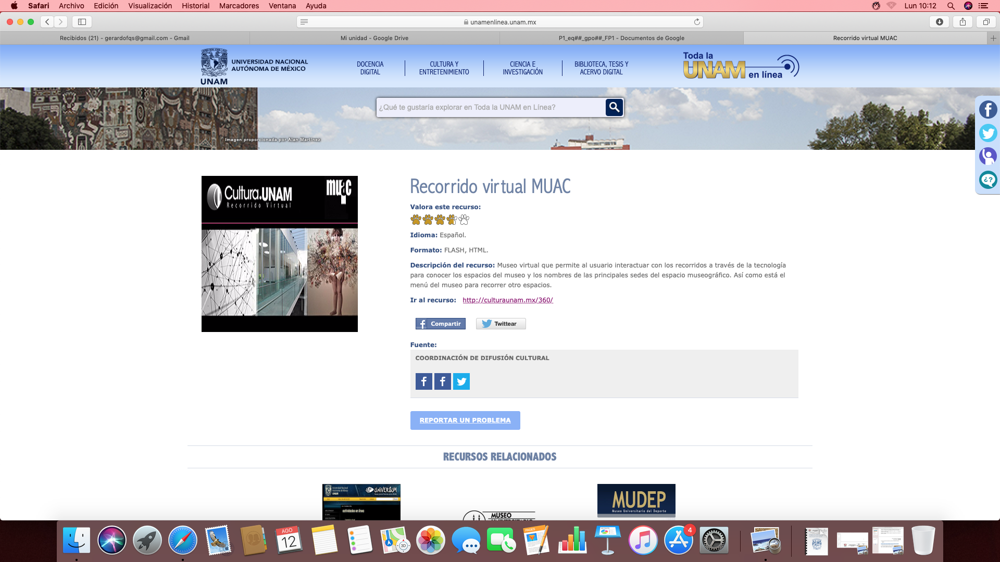 Safari Archivo Edición Visualización Historial Marcadores Ventana Ayuda
Lun 10:12
unamenlinea.unam.mx
Recibidos (21) - gerardofqs@gmail.com - Gmail
Mi unidad - Google Drive
P1_eq##_gpo##_FP1 - Documentos de Google
Recorrido virtual MUAC
UNIVERSIDAD NACIONAL
AUTÓNOMA DE MÉXICO
UNAM
DOCENCIA
DIGITAL
CULTURA Y
ENTRETENIMIENTO
CIENCIA E
INVESTIGACIÓN
BIBLIOTECA, TESIS Y
ACERVO DIGITAL
Toda la
UNAM
en línea
¿Qué te gustaría explorar en Toda la UNAM en Línea?
Imagen proporcionada por Alan Martínez
¿?
Cultura.UNAM
Recorrido Virtual
muac
Recorrido virtual MUAC
Valora este recurso:
Idioma: Español.
Formato: FLASH, HTML.
Descripción del recurso: Museo virtual que permite al usuario interactuar con los recorridos a través de la tecnología
para conocer los espacios del museo y los nombres de las principales sedes del espacio museográfico. Así como está el
menú del museo para recorrer otro espacios.
Ir al recurso: http://culturaunam.mx/360/
Compartir
Twittear
Fuente:
COORDINACIÓN DE DIFUSIÓN CULTURAL
REPORTAR UN PROBLEMA
RECURSOS RELACIONADOS
Universidad Nacional
Autónoma de México
UNAM
UNIVERSUM
actividades en línea
MUSEO
MUDEP
Museo Universitario del Deporte
AGO
12
3D
PAGES
4